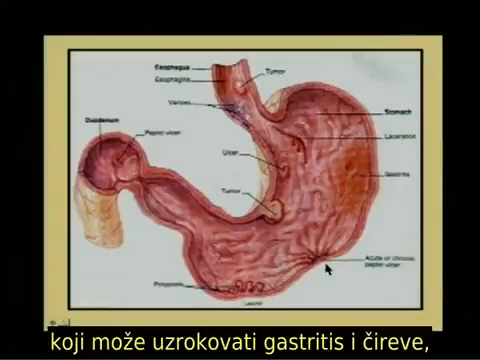 Esophagus
Esophagitis
Tumor
Varices
Stomach
Duodenum
Peptic ulcer
Laceration
Ulcer
Gastritis
Tumor
Acute or chronic
peptic ulcer
Polyposis
koji može uzrokovati gastritis i čireve,